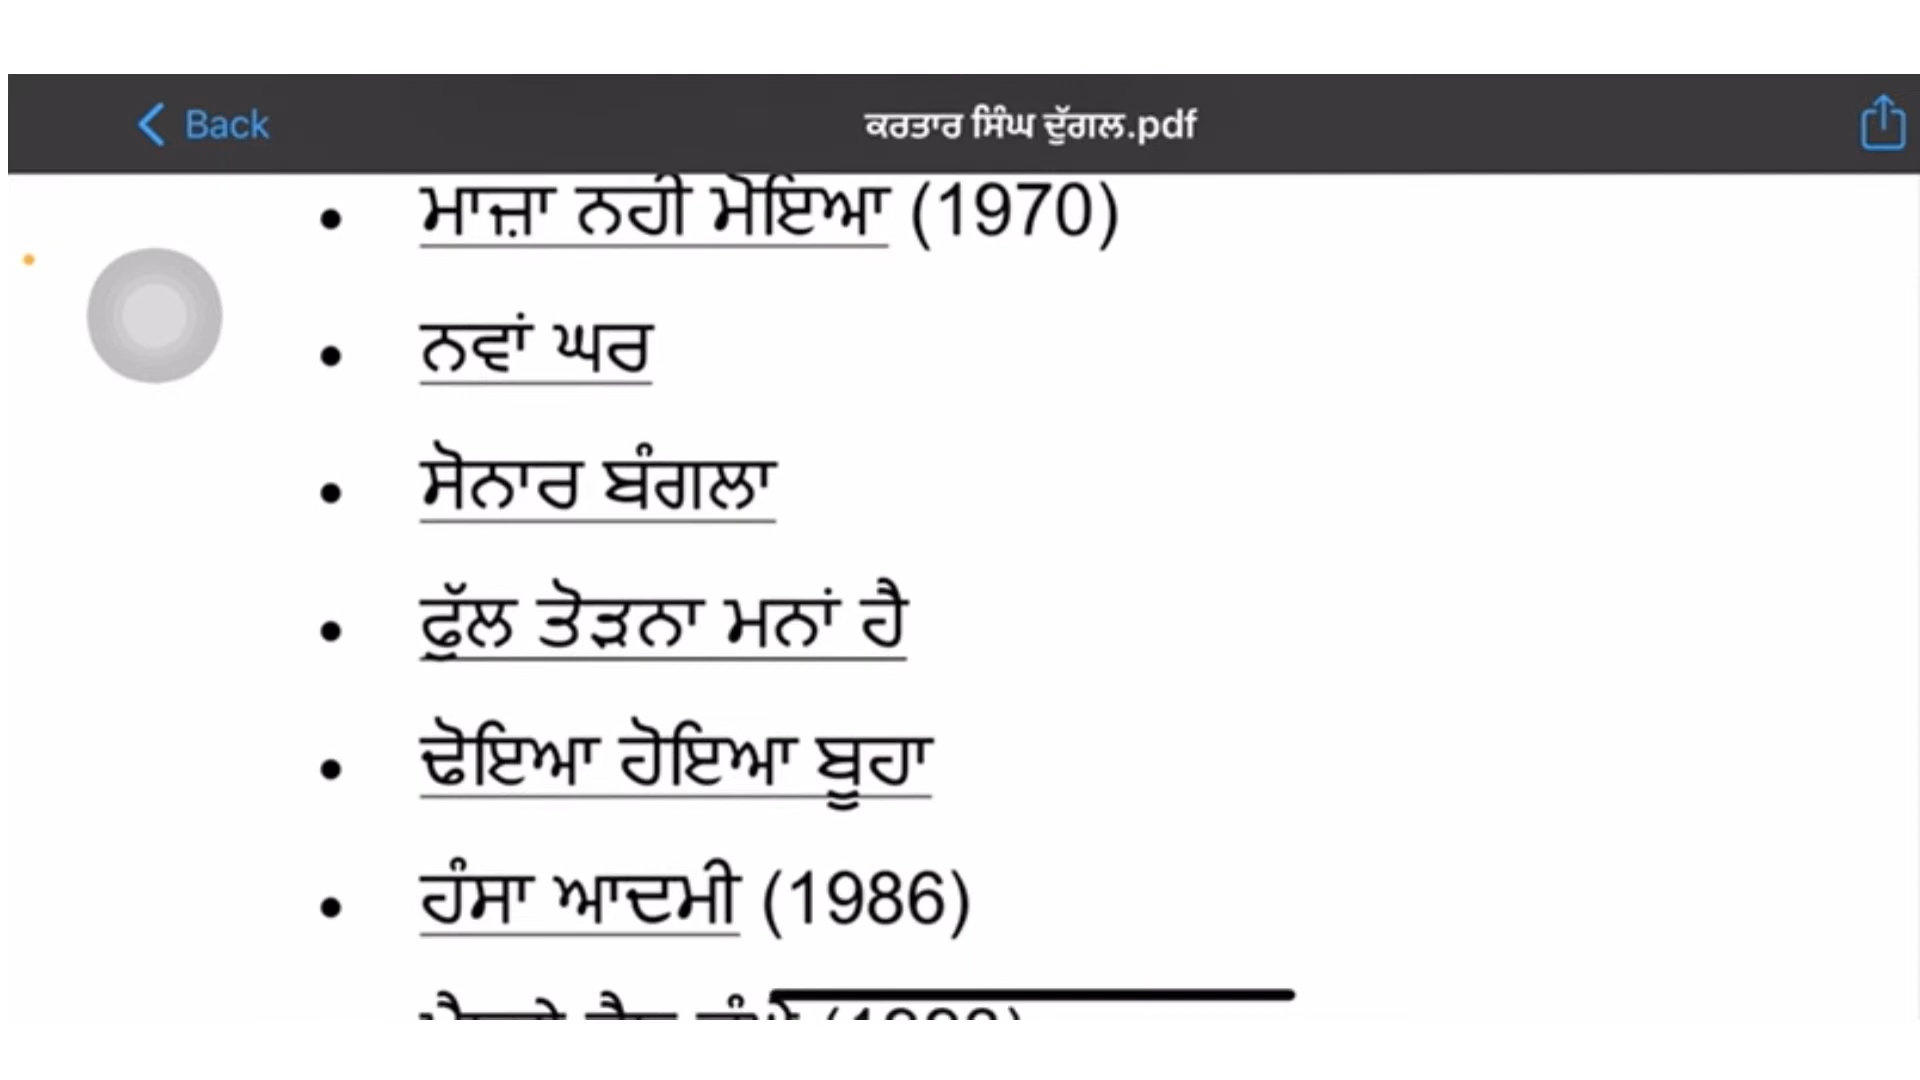 Back
ਕਰਤਾਰ ਸਿੰਘ ਦੁੱਗਲ.pdf
• ਮਾਜ਼ਾ ਨਹੀ ਮੋਇਆ (1970)
• ਨਵਾਂ ਘਰ
• ਸੋਨਾਰ ਬੰਗਲਾ
• ਫੁੱਲ ਤੋੜਨਾ ਮਨਾਂ ਹੈ
• ਢੋਇਆ ਹੋਇਆ ਬੂਹਾ
• ਹੰਸਾ ਆਦਮੀ (1986)